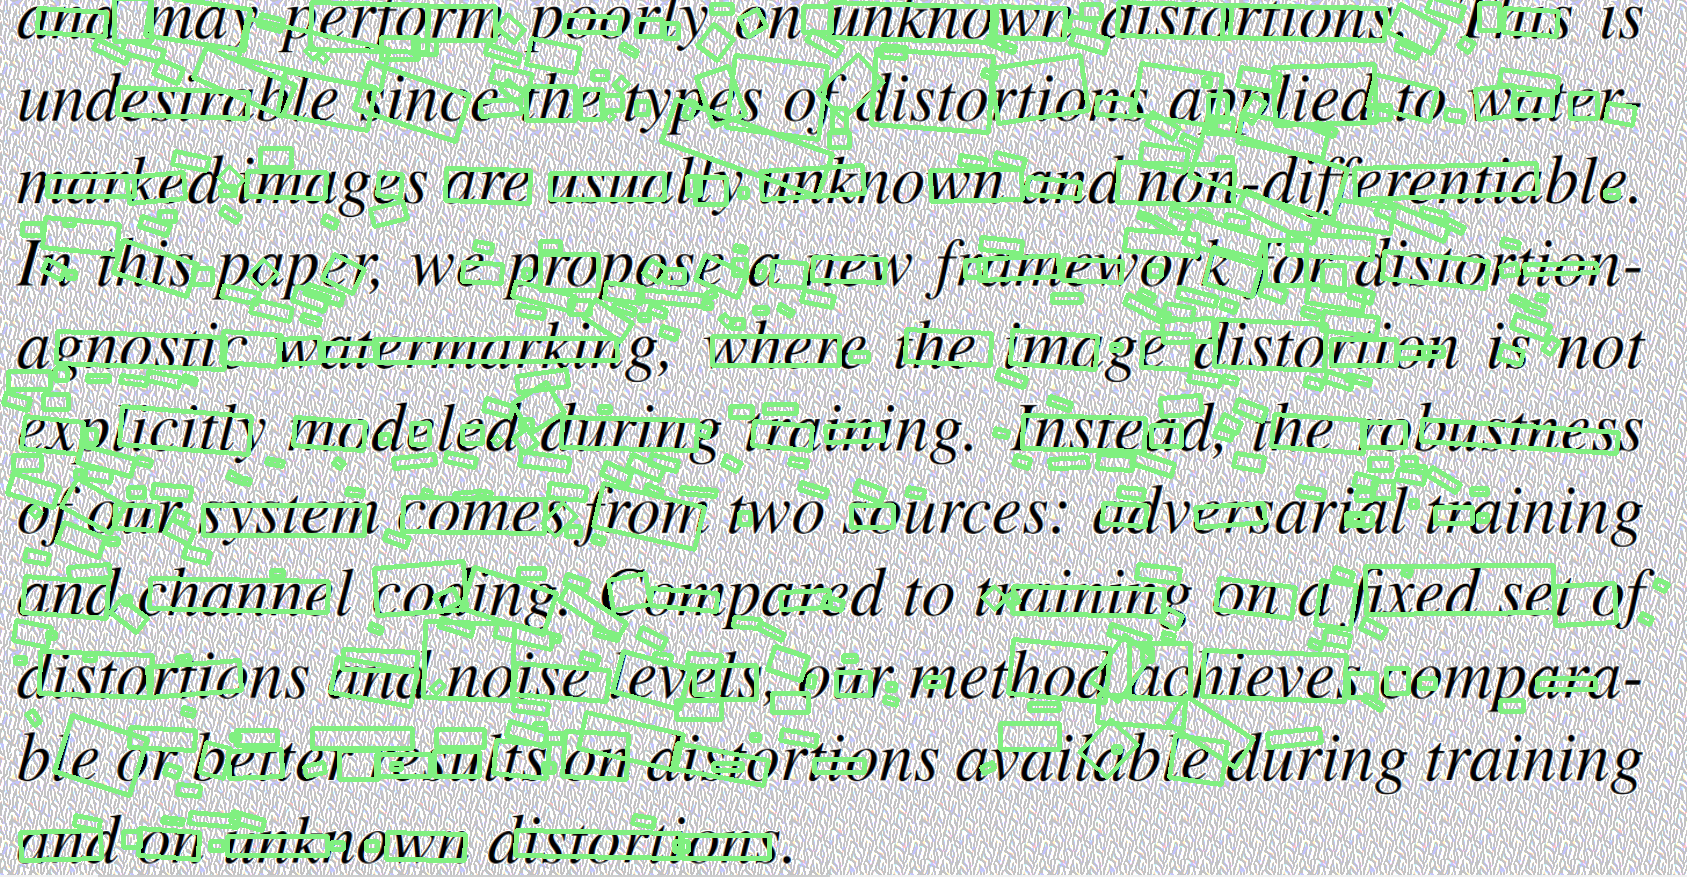 and may perform poorly on unknown distortions. This is
undesirable since the types of distortions applied to water-
marked images are usually unknown and non-differentiable.
In this paper, we propose a new framework for distortion-
agnostic watermarking, where the image distortion is not
explicitly modeled during training. Instead, the robustness
of our system comes from two sources: adversarial training
and channel coding. Compared to training on a fixed set of
distortions and noise levels, our method achieves compara-
ble or better results on distortions available during training
and on unknown distortions.